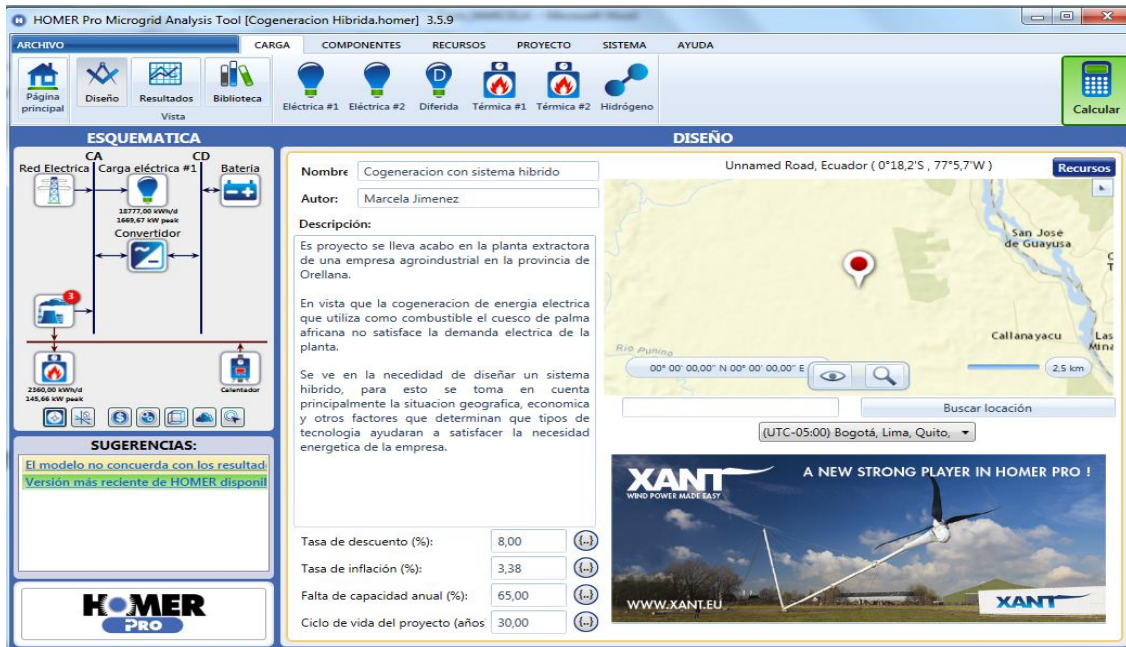 HOMER Pro Microgrid Analysis Tool [Cogeneracion Hibrida.homer] 3.5.9
ARCHIVO
CARGA
COMPONENTES
RECURSOS
PROYECTO
SISTEMA
AYUDA
Página principal
Diseño
Resultados
Biblioteca
Vista
Eléctrica #1
Eléctrica #2
Diferida
Térmica #1
Térmica #2
Hidrógeno
Calcular
ESQUEMATICA
CA
CD
Red Electrica
Carga eléctrica #1
Bateria
18777,00 kWh/d
1669,67 kW peak
Convertidor
3
2360,00 kWh/d
145,66 kW peak
Calentador
SUGERENCIAS:
El modelo no concuerda con los resultad
Versión más reciente de HOMER disponil
HOMER
PRO
DISEÑO
Nombre
Cogeneracion con sistema hibrido
Autor:
Marcela Jimenez
Descripción:
Es proyecto se lleva acabo en la planta extractora
de una empresa agroindustrial en la provincia de
Orellana.
En vista que la cogeneracion de energia electrica
que utiliza como combustible el cuesco de palma
africana no satisface la demanda electrica de la
planta.
Se ve en la necedidad de diseñar un sistema
hibrido, para esto se toma en cuenta
principalmente la situacion geografica, economica
y otros factores que determinan que tipos de
tecnologia ayudaran a satisfacer la necesidad
energetica de la empresa.
Tasa de descuento (%): 8,00 {..}
Tasa de inflación (%): 3,38 {..}
Falta de capacidad anual (%): 65,00 {..}
Ciclo de vida del proyecto (años 30,00 {..}
Unnamed Road, Ecuador ( 0°18,2'S , 77°5,7'W )
Recursos
San Jose
de Guayusa
Callanayacu
Las
Mina
Rio Punino
00° 00' 00,00" N 00° 00' 00,00" E
2,5 km
Buscar locación
(UTC-05:00) Bogotá, Lima, Quito,
XANT
WIND POWER MADE EASY
A NEW STRONG PLAYER IN HOMER PRO !
WWW.XANT.EU
XANT